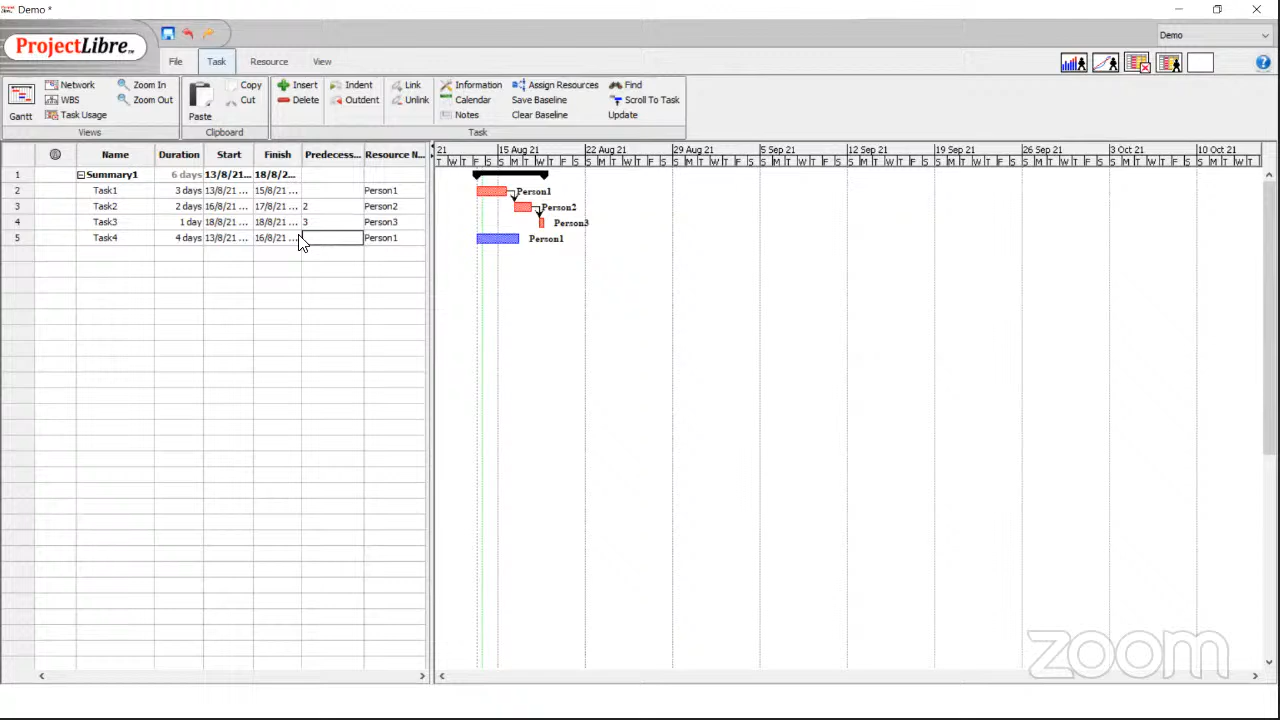 Demo *
ProjectLibre
Demo
File Task Resource View
Network Zoom In Copy Insert Indent Link Information Assign Resources Find
WBS Zoom Out Cut Delete Outdent Unlink Calendar Save Baseline Scroll To Task
Gantt Task Usage Paste Notes Clear Baseline Update
Views Clipboard Task
Name Duration Start Finish Predecess... Resource N...
1 Summary1 6 days 13/8/21... 18/8/2...
2 Task1 3 days 13/8/21 ... 15/8/21 ... Person1
3 Task2 2 days 16/8/21 ... 17/8/21 ... 2 Person2
4 Task3 1 day 18/8/21 ... 18/8/21 ... 3 Person3
5 Task4 4 days 13/8/21 ... 16/8/21 ... Person1
21 15 Aug 21 22 Aug 21 29 Aug 21 5 Sep 21 12 Sep 21 19 Sep 21 26 Sep 21 3 Oct 21 10 Oct 21
T W T F S S M T W T F S S M T W T F S S M T W T F S S M T W T F S S M T W T F S S M T W T F S S M T W T F S S M T W T F S S M T W T F S S M T W T
Person1
Person2
Person3
Person1
zoom